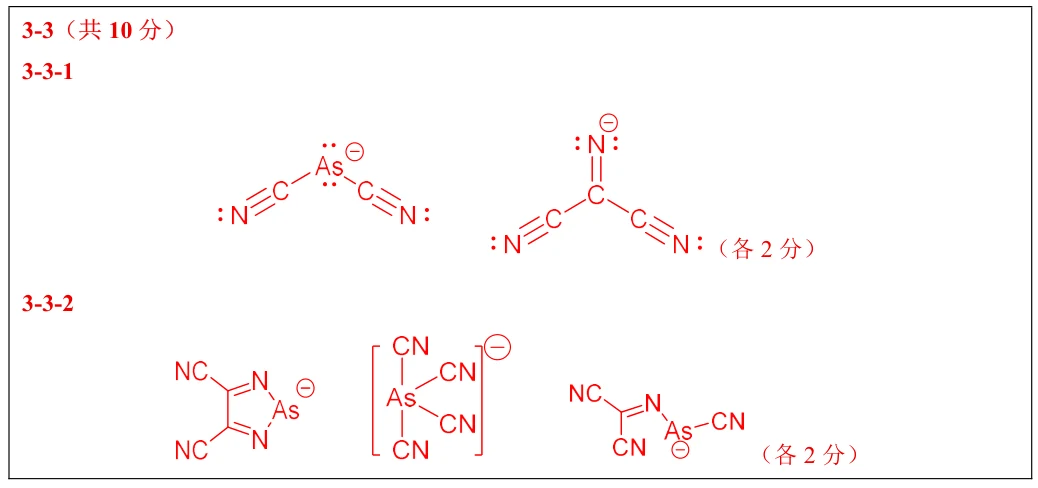 3-3（共 10 分）
3-3-1
As
N C C N
N
C
N C C N（各 2 分）
3-3-2
NC N As NC N
CN CN As CN CN
NC N CN As CN（各 2 分）